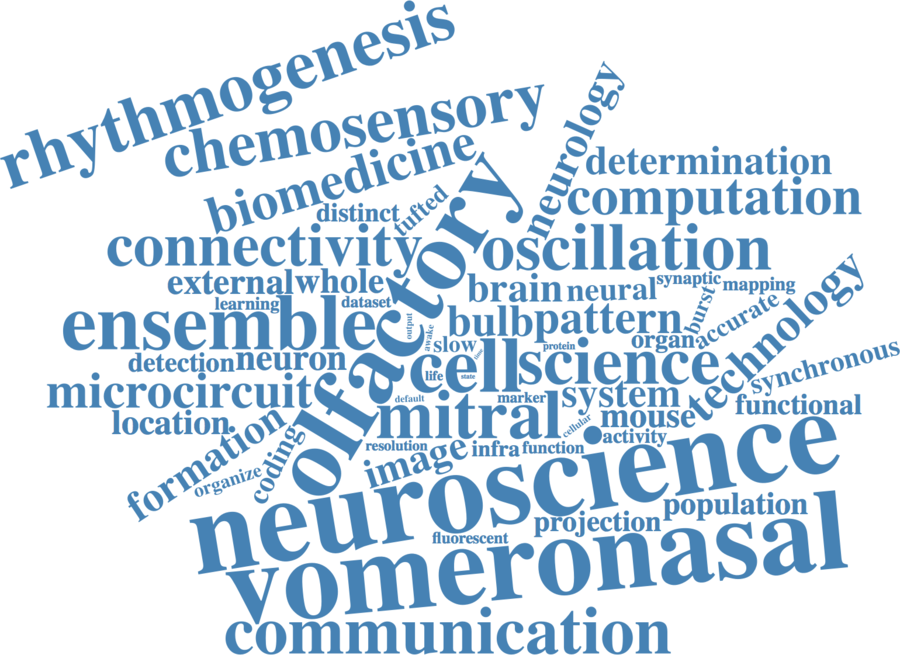 rhythmogenesis
chemosensory
neurology
biomedicine
determination
computation
distinct
tufted
olfactory
connectivity
oscillation
external
whole
brain
neural
synaptic
mapping
learning
dataset
burst
accurate
technology
ensemble
output
awake
bulb
pattern
organ
slow
protein
time
detection
neuron
cell
science
synchronous
life
state
microcircuit
default
marker
system
functional
location
mitral
cellular
mouse
formation
coding
activity
resolution
infra
function
organize
image
neuroscience
population
projection
fluorescent
vomeronasal
communication